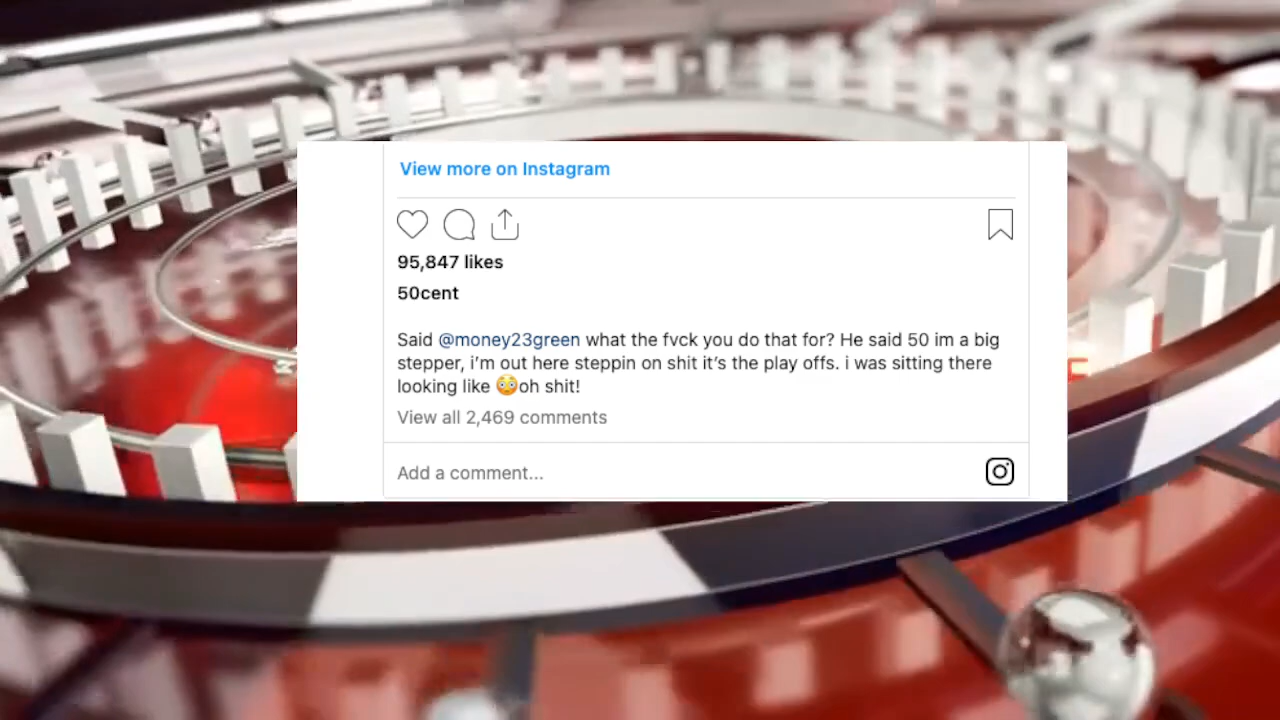 View more on Instagram
95,847 likes
50cent
Said @money23green what the fvck you do that for? He said 50 im a big
stepper, i’m out here steppin on shit it’s the play offs. i was sitting there
looking like 😳oh shit!
View all 2,469 comments
Add a comment...